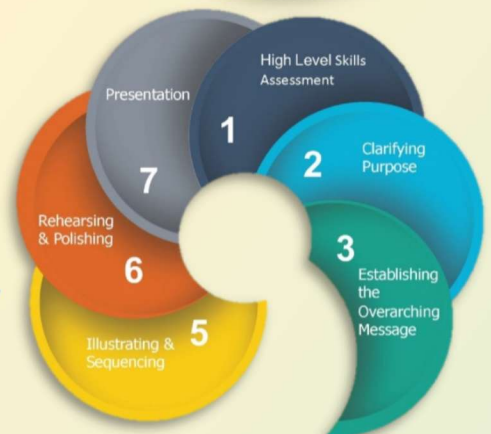 1
High Level Skills
Assessment
2
Clarifying
Purpose
3
Establishing
the
Overarching
Message
5
Illustrating &
Sequencing
6
Rehearsing
& Polishing
7
Presentation